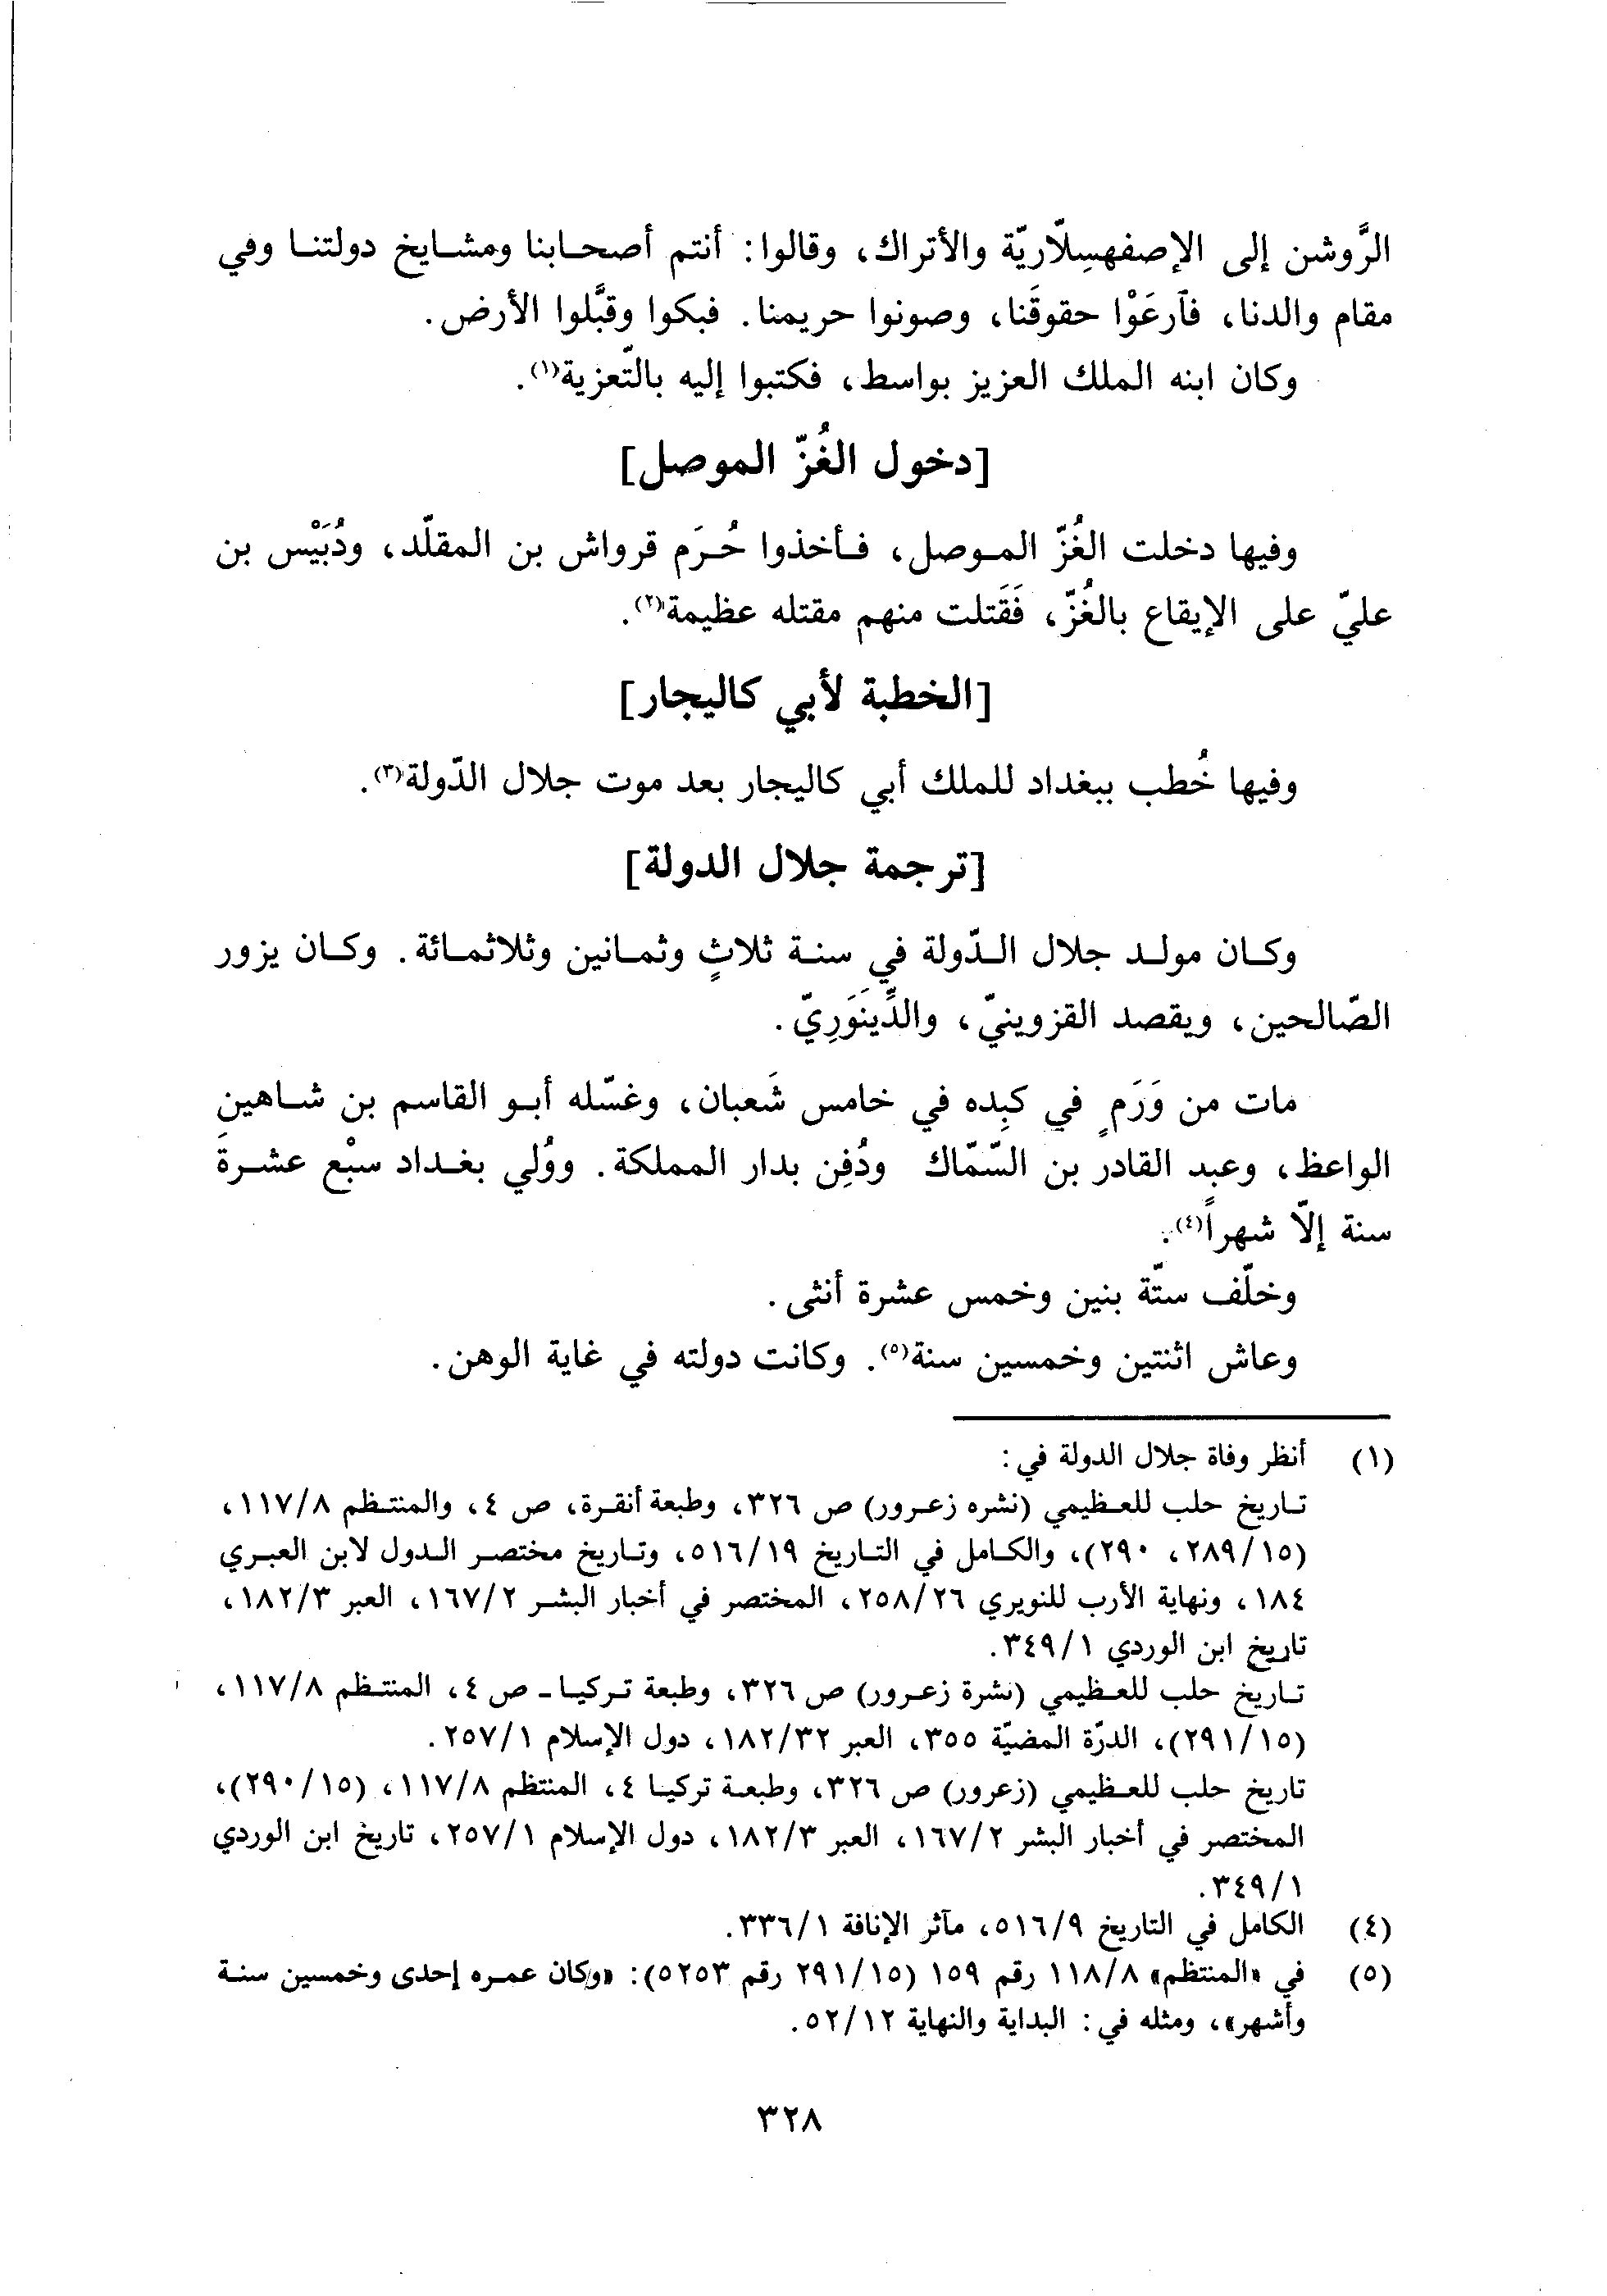 الرَّوشن إلى الإصفهسِلّاريّة والأتراك، وقالوا: أنتم أصحابنا ومشايخ دولتنا وفي
مقام والدنا، فآرعَوْا حقوقَنا، وصونوا حريمنا. فبكوا وقبَّلوا الأرض.
وكان ابنه الملك العزيز بواسط، فكتبوا إليه بالتّعزية(١).
[دخول الغُزّ الموصل]
وفيها دخلت الغُزّ الموصل، فأخذوا حُرَم قرواش بن المقلّد، ودُبَيْس بن
عليّ على الإيقاع بالغُزّ، فَقَتلت منهم مقتله عظيمة(٢).
[الخطبة لأبي كاليجار]
وفيها خُطب ببغداد للملك أبي كاليجار بعد موت جلال الدّولة(٣).
[ترجمة جلال الدولة]
وكان مولد جلال الدّولة في سنة ثلاثٍ وثمانين وثلاثمائة. وكان يزور
الصّالحين، ويقصد القزوينيّ، والدِّينَوَرِيّ.
مات من وَرَمٍ في كبِده في خامس شَعبان، وغسّله أبو القاسم بن شاهين
الواعظ، وعبد القادر بن السّمّاك ودُفِن بدار المملكة. ووُلي بغداد سبْع عشرةَ
سنة إلّا شهراً(٤).
وخلّف ستّة بنين وخمس عشرة أنثى.
وعاش اثنتين وخمسين سنة(٥). وكانت دولته في غاية الوهن.
(١) أنظر وفاة جلال الدولة في:
تاريخ حلب للعظيمي (نشره زعرور) ص ٣٢٦، وطبعة أنقرة، ص ٤، والمنتظم ١١٧/٨،
(٢٨٩/١٥، ٢٩٠)، والكامل في التاريخ ٥١٦/١٩، وتاريخ مختصر الدول لابن العبري
١٨٤، ونهاية الأرب للنويري ٢٥٨/٢٦، المختصر في أخبار البشر ١٦٧/٢، العبر ١٨٢/٣،
تاريخ ابن الوردي ٣٤٩/١.
تاريخ حلب للعظيمي (نشرة زعرور) ص ٣٢٦، وطبعة تركيا - ص ٤، المنتظم ١١٧/٨،
(٢٩١/١٥)، الدرّة المضيّة ٣٥٥، العبر ١٨٢/٣٢، دول الإسلام ٢٥٧/١.
تاريخ حلب للعظيمي (زعرور) ص ٣٢٦، وطبعة تركيا ٤، المنتظم ١١٧/٨، (٢٩٠/١٥)،
المختصر في أخبار البشر ١٦٧/٢، العبر ١٨٢/٣، دول الإسلام ٢٥٧/١، تاريخ ابن الوردي
٣٤٩/١.
(٤) الكامل في التاريخ ٥١٦/٩، مآثر الإنافة ٣٣٦/١.
(٥) في «المنتظم» ١١٨/٨ رقم ١٥٩ (٢٩١/١٥ رقم ٥٢٥٣): «وكان عمره إحدى وخمسين سنة
وأشهر»، ومثله في: البداية والنهاية ٥٢/١٢.
٣٢٨